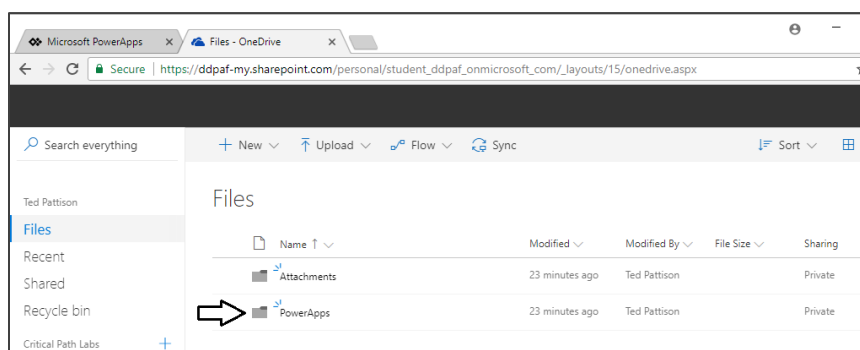 Microsoft PowerApps Files - OneDrive
Secure https://ddpaf-my.sharepoint.com/personal/student_ddpaf_onmicrosoft_com/_layouts/15/onedrive.aspx
Search everything New Upload Flow Sync Sort
Ted Pattison
Files
Recent
Shared
Recycle bin
Critical Path Labs
Files
Name Modified Modified By File Size Sharing
Attachments 23 minutes ago Ted Pattison Private
PowerApps 23 minutes ago Ted Pattison Private